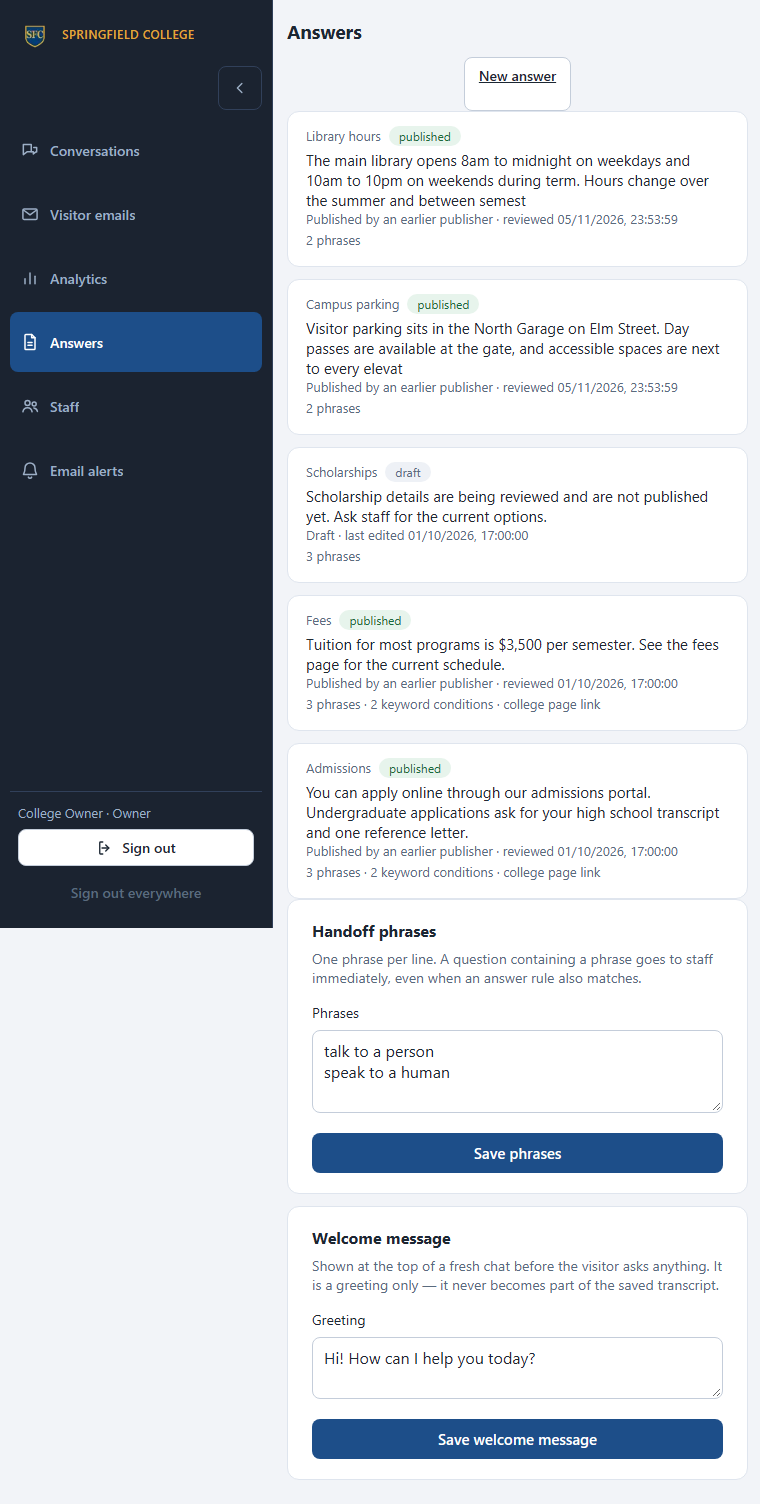 SFC
SPRINGFIELD COLLEGE
Conversations
Visitor emails
Analytics
Answers
Staff
Email alerts
College Owner · Owner
Sign out
Sign out everywhere
Answers
New answer
Library hours published
The main library opens 8am to midnight on weekdays and
10am to 10pm on weekends during term. Hours change over
the summer and between semest
Published by an earlier publisher · reviewed 05/11/2026, 23:53:59
2 phrases
Campus parking published
Visitor parking sits in the North Garage on Elm Street. Day
passes are available at the gate, and accessible spaces are next
to every elevat
Published by an earlier publisher · reviewed 05/11/2026, 23:53:59
2 phrases
Scholarships draft
Scholarship details are being reviewed and are not published
yet. Ask staff for the current options.
Draft · last edited 01/10/2026, 17:00:00
3 phrases
Fees published
Tuition for most programs is $3,500 per semester. See the fees
page for the current schedule.
Published by an earlier publisher · reviewed 01/10/2026, 17:00:00
3 phrases · 2 keyword conditions · college page link
Admissions published
You can apply online through our admissions portal.
Undergraduate applications ask for your high school transcript
and one reference letter.
Published by an earlier publisher · reviewed 01/10/2026, 17:00:00
3 phrases · 2 keyword conditions · college page link
Handoff phrases
One phrase per line. A question containing a phrase goes to staff
immediately, even when an answer rule also matches.
Phrases
talk to a person
speak to a human
Save phrases
Welcome message
Shown at the top of a fresh chat before the visitor asks anything. It
is a greeting only — it never becomes part of the saved transcript.
Greeting
Hi! How can I help you today?
Save welcome message